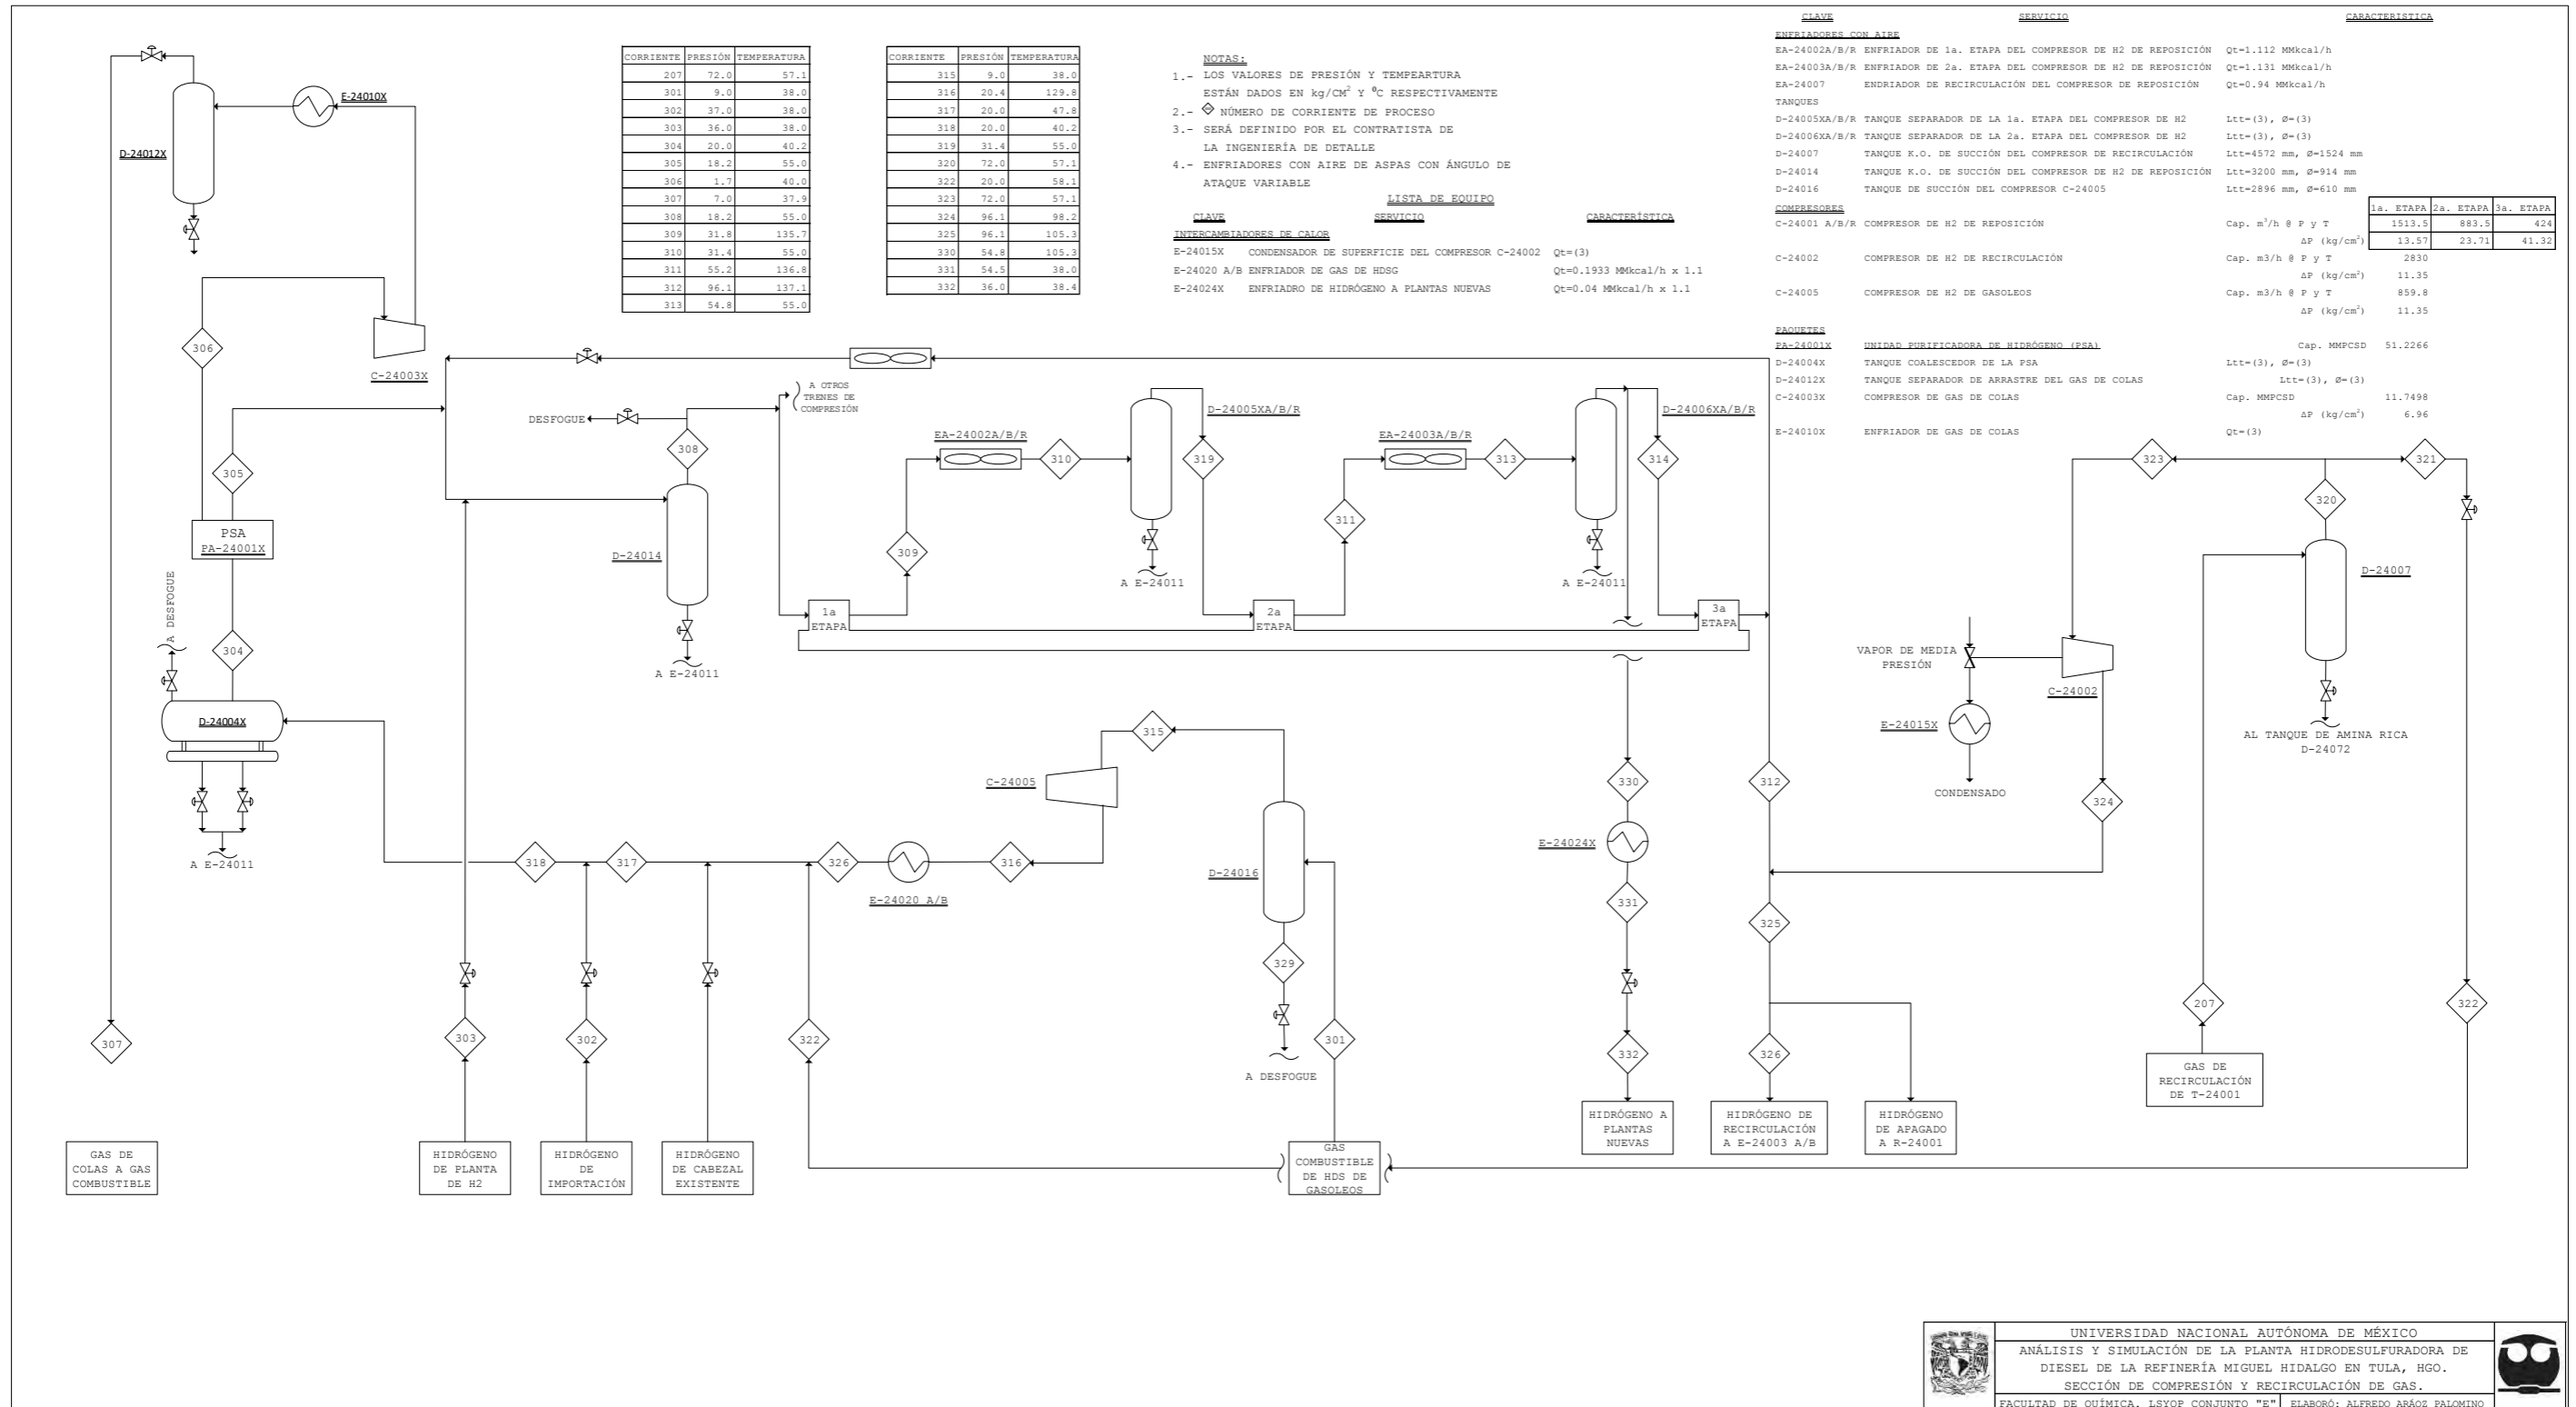 CORRIENTE PRESIÓN TEMPERATURA
207 72.0 57.1
301 9.0 38.0
302 37.0 38.0
303 36.0 38.0
304 20.0 40.2
305 18.2 55.0
306 1.7 40.0
307 7.0 37.9
308 18.2 55.0
309 31.8 135.7
310 31.4 55.0
311 55.2 136.8
312 96.1 137.1
313 54.8 55.0
CORRIENTE PRESIÓN TEMPERATURA
315 9.0 38.0
316 20.4 129.8
317 20.0 47.8
318 20.0 40.2
319 31.4 55.0
320 72.0 57.1
322 20.0 58.1
323 72.0 57.1
324 96.1 98.2
325 96.1 105.3
330 54.8 105.3
331 54.5 38.0
332 36.0 38.4
NOTAS:
1.- LOS VALORES DE PRESIÓN Y TEMPEARTURA
ESTÁN DADOS EN kg/CM² Y ⁰C RESPECTIVAMENTE
2.- NÚMERO DE CORRIENTE DE PROCESO
3.- SERÁ DEFINIDO POR EL CONTRATISTA DE
LA INGENIERÍA DE DETALLE
4.- ENFRIADORES CON AIRE DE ASPAS CON ÁNGULO DE
ATAQUE VARIABLE
LISTA DE EQUIPO
CLAVE SERVICIO CARACTERÍSTICA
INTERCAMBIADORES DE CALOR
E-24015X CONDENSADOR DE SUPERFICIE DEL COMPRESOR C-24002 Qt=(3)
E-24020 A/B ENFRIADOR DE GAS DE HDSG Qt=0.1933 MMkcal/h x 1.1
E-24024X ENFRIADRO DE HIDRÓGENO A PLANTAS NUEVAS Qt=0.04 MMkcal/h x 1.1
CLAVE SERVICIO CARACTERISTICA
ENFRIADORES CON AIRE
EA-24002A/B/R ENFRIADOR DE 1a. ETAPA DEL COMPRESOR DE H2 DE REPOSICIÓN Qt=1.112 MMkcal/h
EA-24003A/B/R ENFRIADOR DE 2a. ETAPA DEL COMPRESOR DE H2 DE REPOSICIÓN Qt=1.131 MMkcal/h
EA-24007 ENDRIADOR DE RECIRCULACIÓN DEL COMPRESOR DE REPOSICIÓN Qt=0.94 MMkcal/h
TANQUES
D-24005XA/B/R TANQUE SEPARADOR DE LA 1a. ETAPA DEL COMPRESOR DE H2 Ltt=(3), Ø=(3)
D-24006XA/B/R TANQUE SEPARADOR DE LA 2a. ETAPA DEL COMPRESOR DE H2 Ltt=(3), Ø=(3)
D-24007 TANQUE K.O. DE SUCCIÓN DEL COMPRESOR DE RECIRCULACIÓN Ltt=4572 mm, Ø=1524 mm
D-24014 TANQUE K.O. DE SUCCIÓN DEL COMPRESOR DE H2 DE REPOSICIÓN Ltt=3200 mm, Ø=914 mm
D-24016 TANQUE DE SUCCIÓN DEL COMPRESOR C-24005 Ltt=2896 mm, Ø=610 mm
COMPRESORES 1a. ETAPA 2a. ETAPA 3a. ETAPA
C-24001 A/B/R COMPRESOR DE H2 DE REPOSICIÓN Cap. m³/h @ P y T 1513.5 883.5 424
ΔP (kg/cm²) 13.57 23.71 41.32
C-24002 COMPRESOR DE H2 DE RECIRCULACIÓN Cap. m3/h @ P y T 2830
ΔP (kg/cm²) 11.35
C-24005 COMPRESOR DE H2 DE GASOLEOS Cap. m3/h @ P y T 859.8
ΔP (kg/cm²) 11.35
PAQUETES
PA-24001X UNIDAD PURIFICADORA DE HIDRÓGENO (PSA) Cap. MMPCSD 51.2266
D-24004X TANQUE COALESCEDOR DE LA PSA Ltt=(3), Ø=(3)
D-24012X TANQUE SEPARADOR DE ARRASTRE DEL GAS DE COLAS Ltt=(3), Ø=(3)
C-24003X COMPRESOR DE GAS DE COLAS Cap. MMPCSD 11.7498
ΔP (kg/cm²) 6.96
E-24010X ENFRIADOR DE GAS DE COLAS Qt=(3)
E-24010X
D-24012X
306
C-24003X
305
PSA
PA-24001X
A DESFOGUE
304
D-24004X
A E-24011
307
DESFOGUE
308
D-24014
A E-24011
A OTROS
TRENES DE
COMPRESIÓN
EA-24002A/B/R
310
309
1a
ETAPA
D-24005XA/B/R
319
A E-24011
2a
ETAPA
EA-24003A/B/R
313
311
D-24006XA/B/R
314
A E-24011
3a
ETAPA
323
321
320
D-24007
VAPOR DE MEDIA
PRESIÓN
C-24002
E-24015X
CONDENSADO
AL TANQUE DE AMINA RICA
D-24072
324
312
330
E-24024X
331
325
332
326
207
322
315
C-24005
D-24016
318
317
326
316
E-24020 A/B
329
A DESFOGUE
301
303
302
322
GAS DE
COLAS A GAS
COMBUSTIBLE
HIDRÓGENO
DE PLANTA
DE H2
HIDRÓGENO
DE
IMPORTACIÓN
HIDRÓGENO
DE CABEZAL
EXISTENTE
GAS
COMBUSTIBLE
DE HDS DE
GASOLEOS
HIDRÓGENO A
PLANTAS
NUEVAS
HIDRÓGENO DE
RECIRCULACIÓN
A E-24003 A/B
HIDRÓGENO
DE APAGADO
A R-24001
GAS DE
RECIRCULACIÓN
DE T-24001
UNIVERSIDAD NACIONAL AUTÓNOMA DE MÉXICO
ANÁLISIS Y SIMULACIÓN DE LA PLANTA HIDRODESULFURADORA DE
DIESEL DE LA REFINERÍA MIGUEL HIDALGO EN TULA, HGO.
SECCIÓN DE COMPRESIÓN Y RECIRCULACIÓN DE GAS.
FACULTAD DE QUÍMICA. LSYOP CONJUNTO "E" ELABORÓ: ALFREDO ARÁOZ PALOMINO